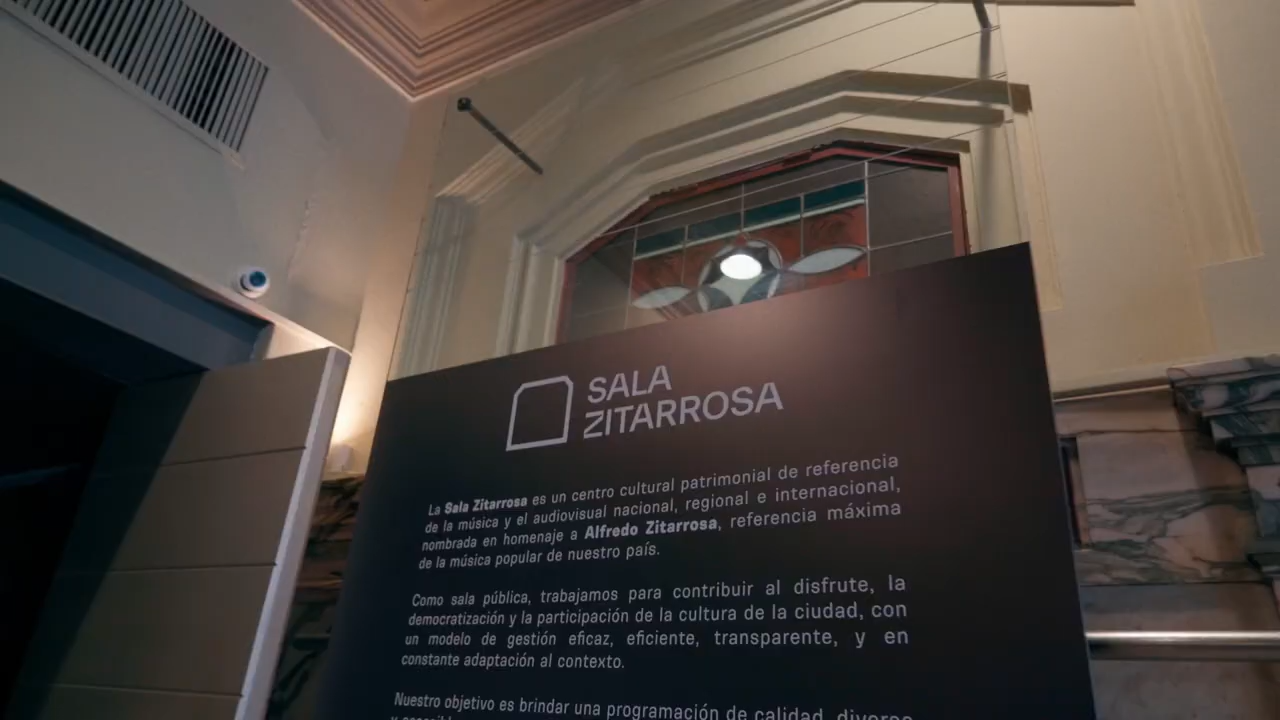 SALA
ZITARROSA
La Sala Zitarrosa es un centro cultural patrimonial de referencia
de la música y el audiovisual nacional, regional e internacional,
nombrada en homenaje a Alfredo Zitarrosa, referencia máxima
de la música popular de nuestro país.
Como sala pública, trabajamos para contribuir al disfrute, la
democratización y la participación de la cultura de la ciudad, con
un modelo de gestión eficaz, eficiente, transparente, y en
constante adaptación al contexto.
Nuestro objetivo es brindar una programación de calidad, diversa